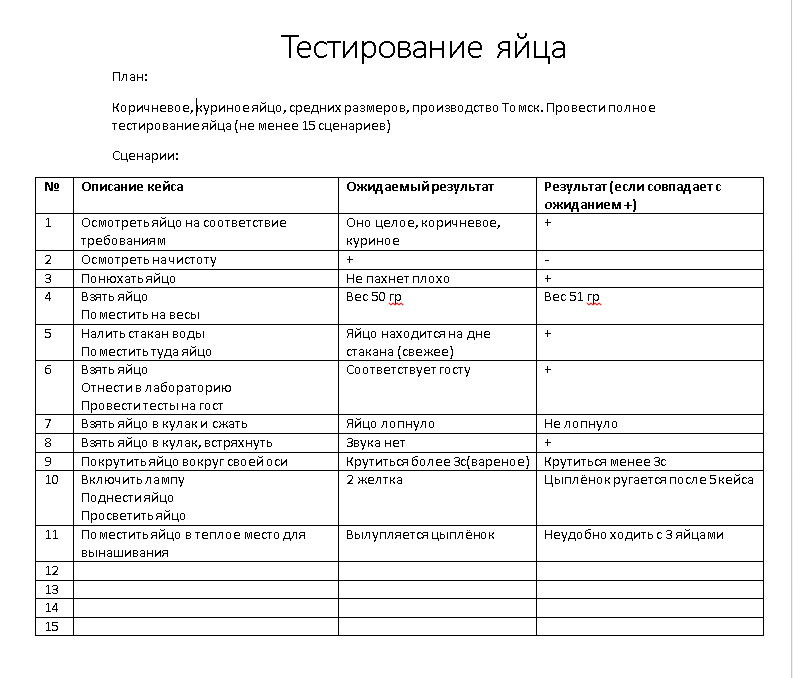 Тестирование яйца
План:
Коричневое, куриное яйцо, средних размеров, производство Томск. Провести полное
тестирование яйца (не менее 15 сценариев)
Сценарии:
№ Описание кейса Ожидаемый результат Результат (если совпадает с
ожиданием +)
1 Осмотреть яйцо на соответствие Оно целое, коричневое, +
требованиям куриное
2 Осмотреть на чистоту + -
3 Понюхать яйцо Не пахнет плохо +
4 Взять яйцо Вес 50 гр Вес 51 гр
Поместить на весы
5 Налить стакан воды Яйцо находится на дне +
Поместить туда яйцо стакана (свежее)
6 Взять яйцо Соответствует госту +
Отнести в лабораторию
Провести тесты на гост
7 Взять яйцо в кулак и сжать Яйцо лопнуло Не лопнуло
8 Взять яйцо в кулак, встряхнуть Звука нет +
9 Покрутить яйцо вокруг своей оси Крутиться более 3с(вареное) Крутиться менее 3с
10 Включить лампу 2 желтка Цыплёнок ругается после 5 кейса
Поднести яйцо
Просветить яйцо
11 Поместить яйцо в теплое место для Вылупляется цыплёнок Неудобно ходить с 3 яйцами
вынашивания
12
13
14
15